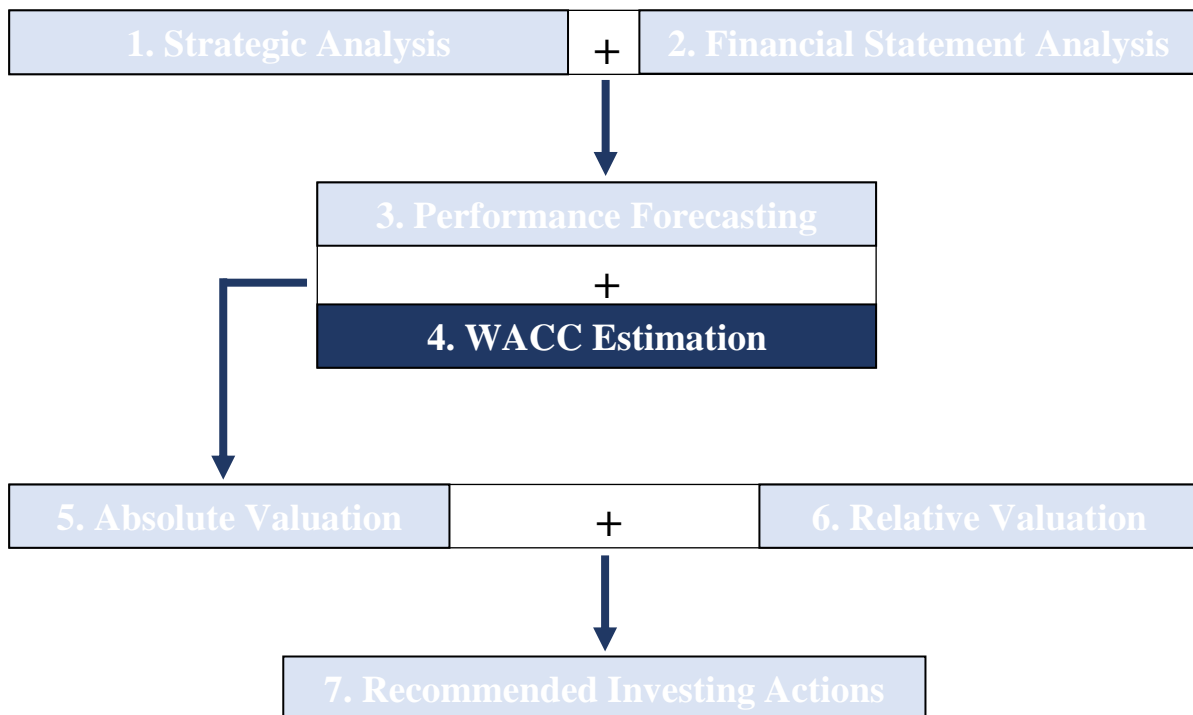 1. Strategic Analysis + 2. Financial Statement Analysis
3. Performance Forecasting
+
4. WACC Estimation
5. Absolute Valuation + 6. Relative Valuation
7. Recommended Investing Actions